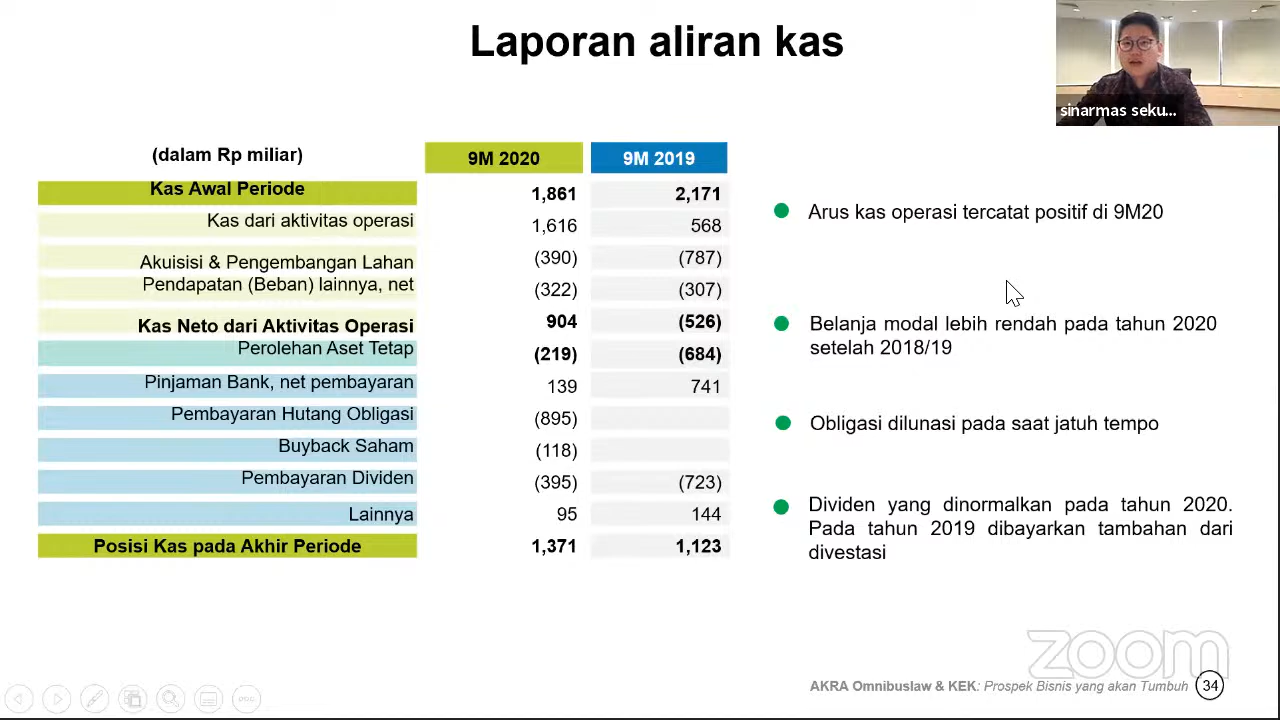 Laporan aliran kas
sinarmas seku...
(dalam Rp miliar) 9M 2020 9M 2019
Kas Awal Periode 1,861 2,171
Kas dari aktivitas operasi 1,616 568
Akuisisi & Pengembangan Lahan (390) (787)
Pendapatan (Beban) lainnya, net (322) (307)
Kas Neto dari Aktivitas Operasi 904 (526)
Perolehan Aset Tetap (219) (684)
Pinjaman Bank, net pembayaran 139 741
Pembayaran Hutang Obligasi (895)
Buyback Saham (118)
Pembayaran Dividen (395) (723)
Lainnya 95 144
Posisi Kas pada Akhir Periode 1,371 1,123
Arus kas operasi tercatat positif di 9M20
Belanja modal lebih rendah pada tahun 2020
setelah 2018/19
Obligasi dilunasi pada saat jatuh tempo
Dividen yang dinormalkan pada tahun 2020.
Pada tahun 2019 dibayarkan tambahan dari
divestasi
zoom
AKRA Omnibuslaw & KEK: Prospek Bisnis yang akan Tumbuh 34